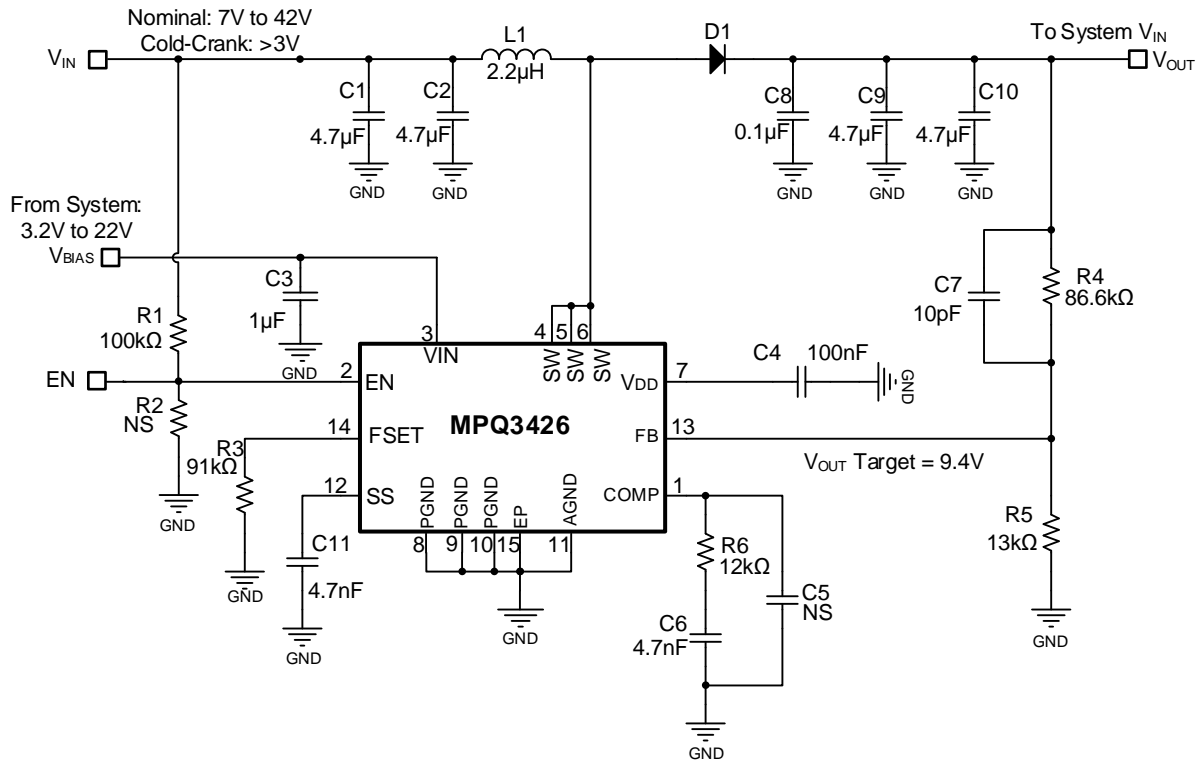 Nominal: 7V to 42V
Cold-Crank: >3V
VIN
L1
2.2µH
D1
To System VIN
VOUT
C1
4.7µF
GND
C2
4.7µF
GND
C8
0.1µF
GND
C9
4.7µF
GND
C10
4.7µF
GND
From System:
3.2V to 22V
VBIAS
C3
1µF
GND
R1
100kΩ
EN
R2
NS
GND
C7
10pF
R4
86.6kΩ
3
VIN
4 5 6
SW SW SW
2
EN
VDD
7
C4
100nF
GND
MPQ3426
14
FSET
R3
91kΩ
GND
FB
13
VOUT Target = 9.4V
12
SS
C11
4.7nF
GND
COMP
1
PGND PGND PGND EP AGND
8 9 10 15 11
GND
R6
12kΩ
C5
NS
C6
4.7nF
GND
R5
13kΩ
GND